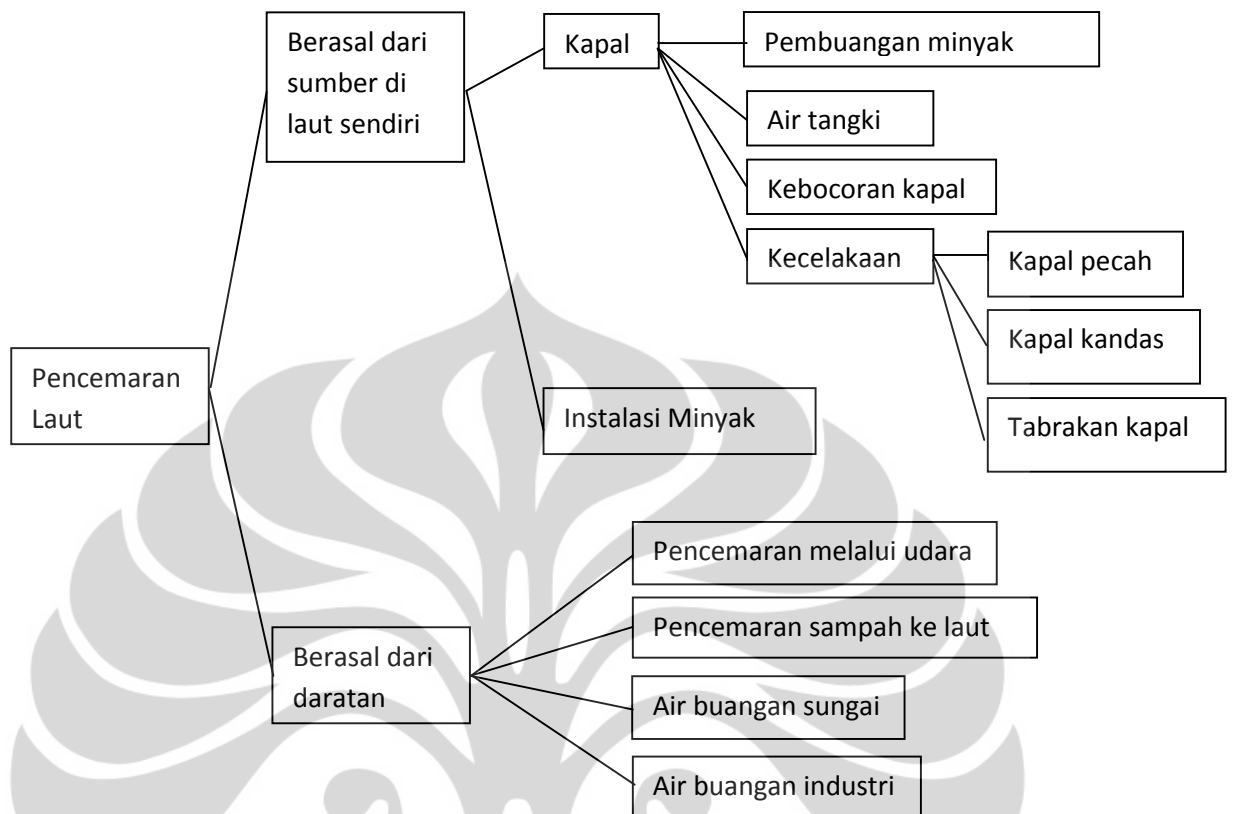 Berasal dari
sumber di
laut sendiri
Kapal
Pembuangan minyak
Air tangki
Kebocoran kapal
Kecelakaan
Kapal pecah
Kapal kandas
Tabrakan kapal
Pencemaran
Laut
Instalasi Minyak
Pencemaran melalui udara
Pencemaran sampah ke laut
Berasal dari
daratan
Air buangan sungai
Air buangan industri